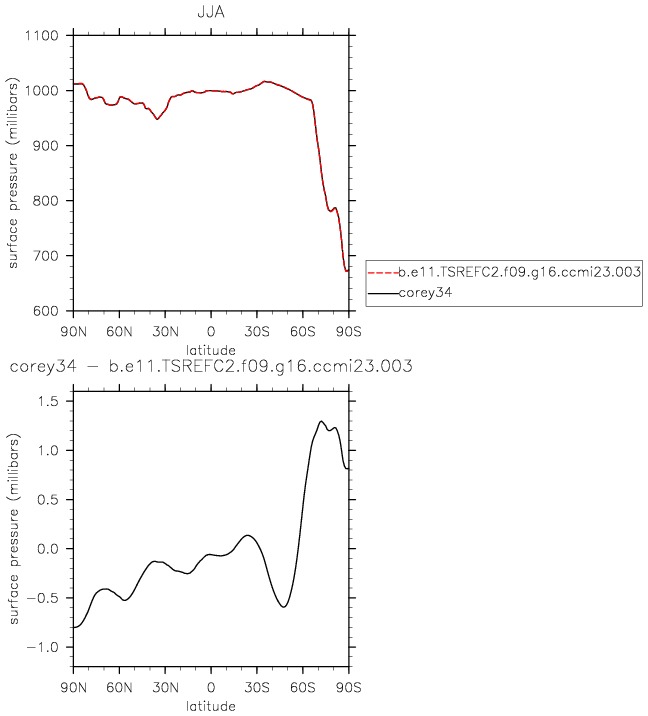 JJA
1100
1000
900
800
700
600
surface pressure (millibars)
90N 60N 30N 0 30S 60S 90S
latitude
b.e11.TSREFC2.f09.g16.ccmi23.003
corey34
corey34 − b.e11.TSREFC2.f09.g16.ccmi23.003
1.5
1.0
0.5
0.0
−0.5
−1.0
surface pressure (millibars)
90N 60N 30N 0 30S 60S 90S
latitude